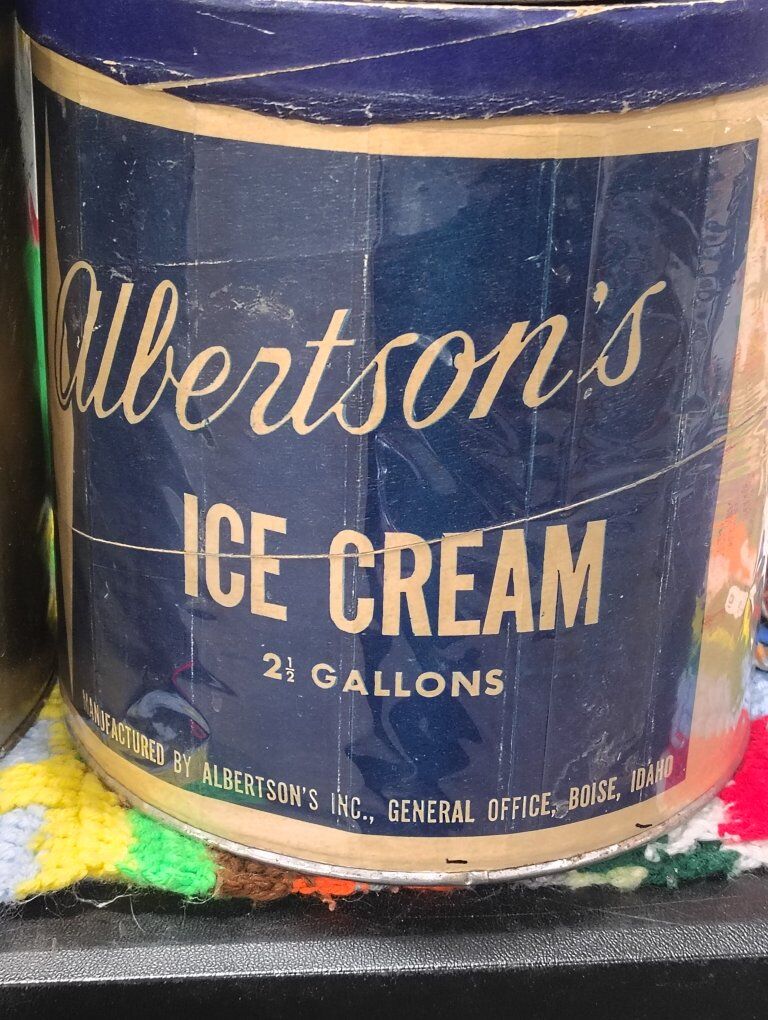 Albertson's
ICE CREAM
2½ GALLONS
MANUFACTURED BY ALBERTSON'S INC., GENERAL OFFICE, BOISE, IDAHO